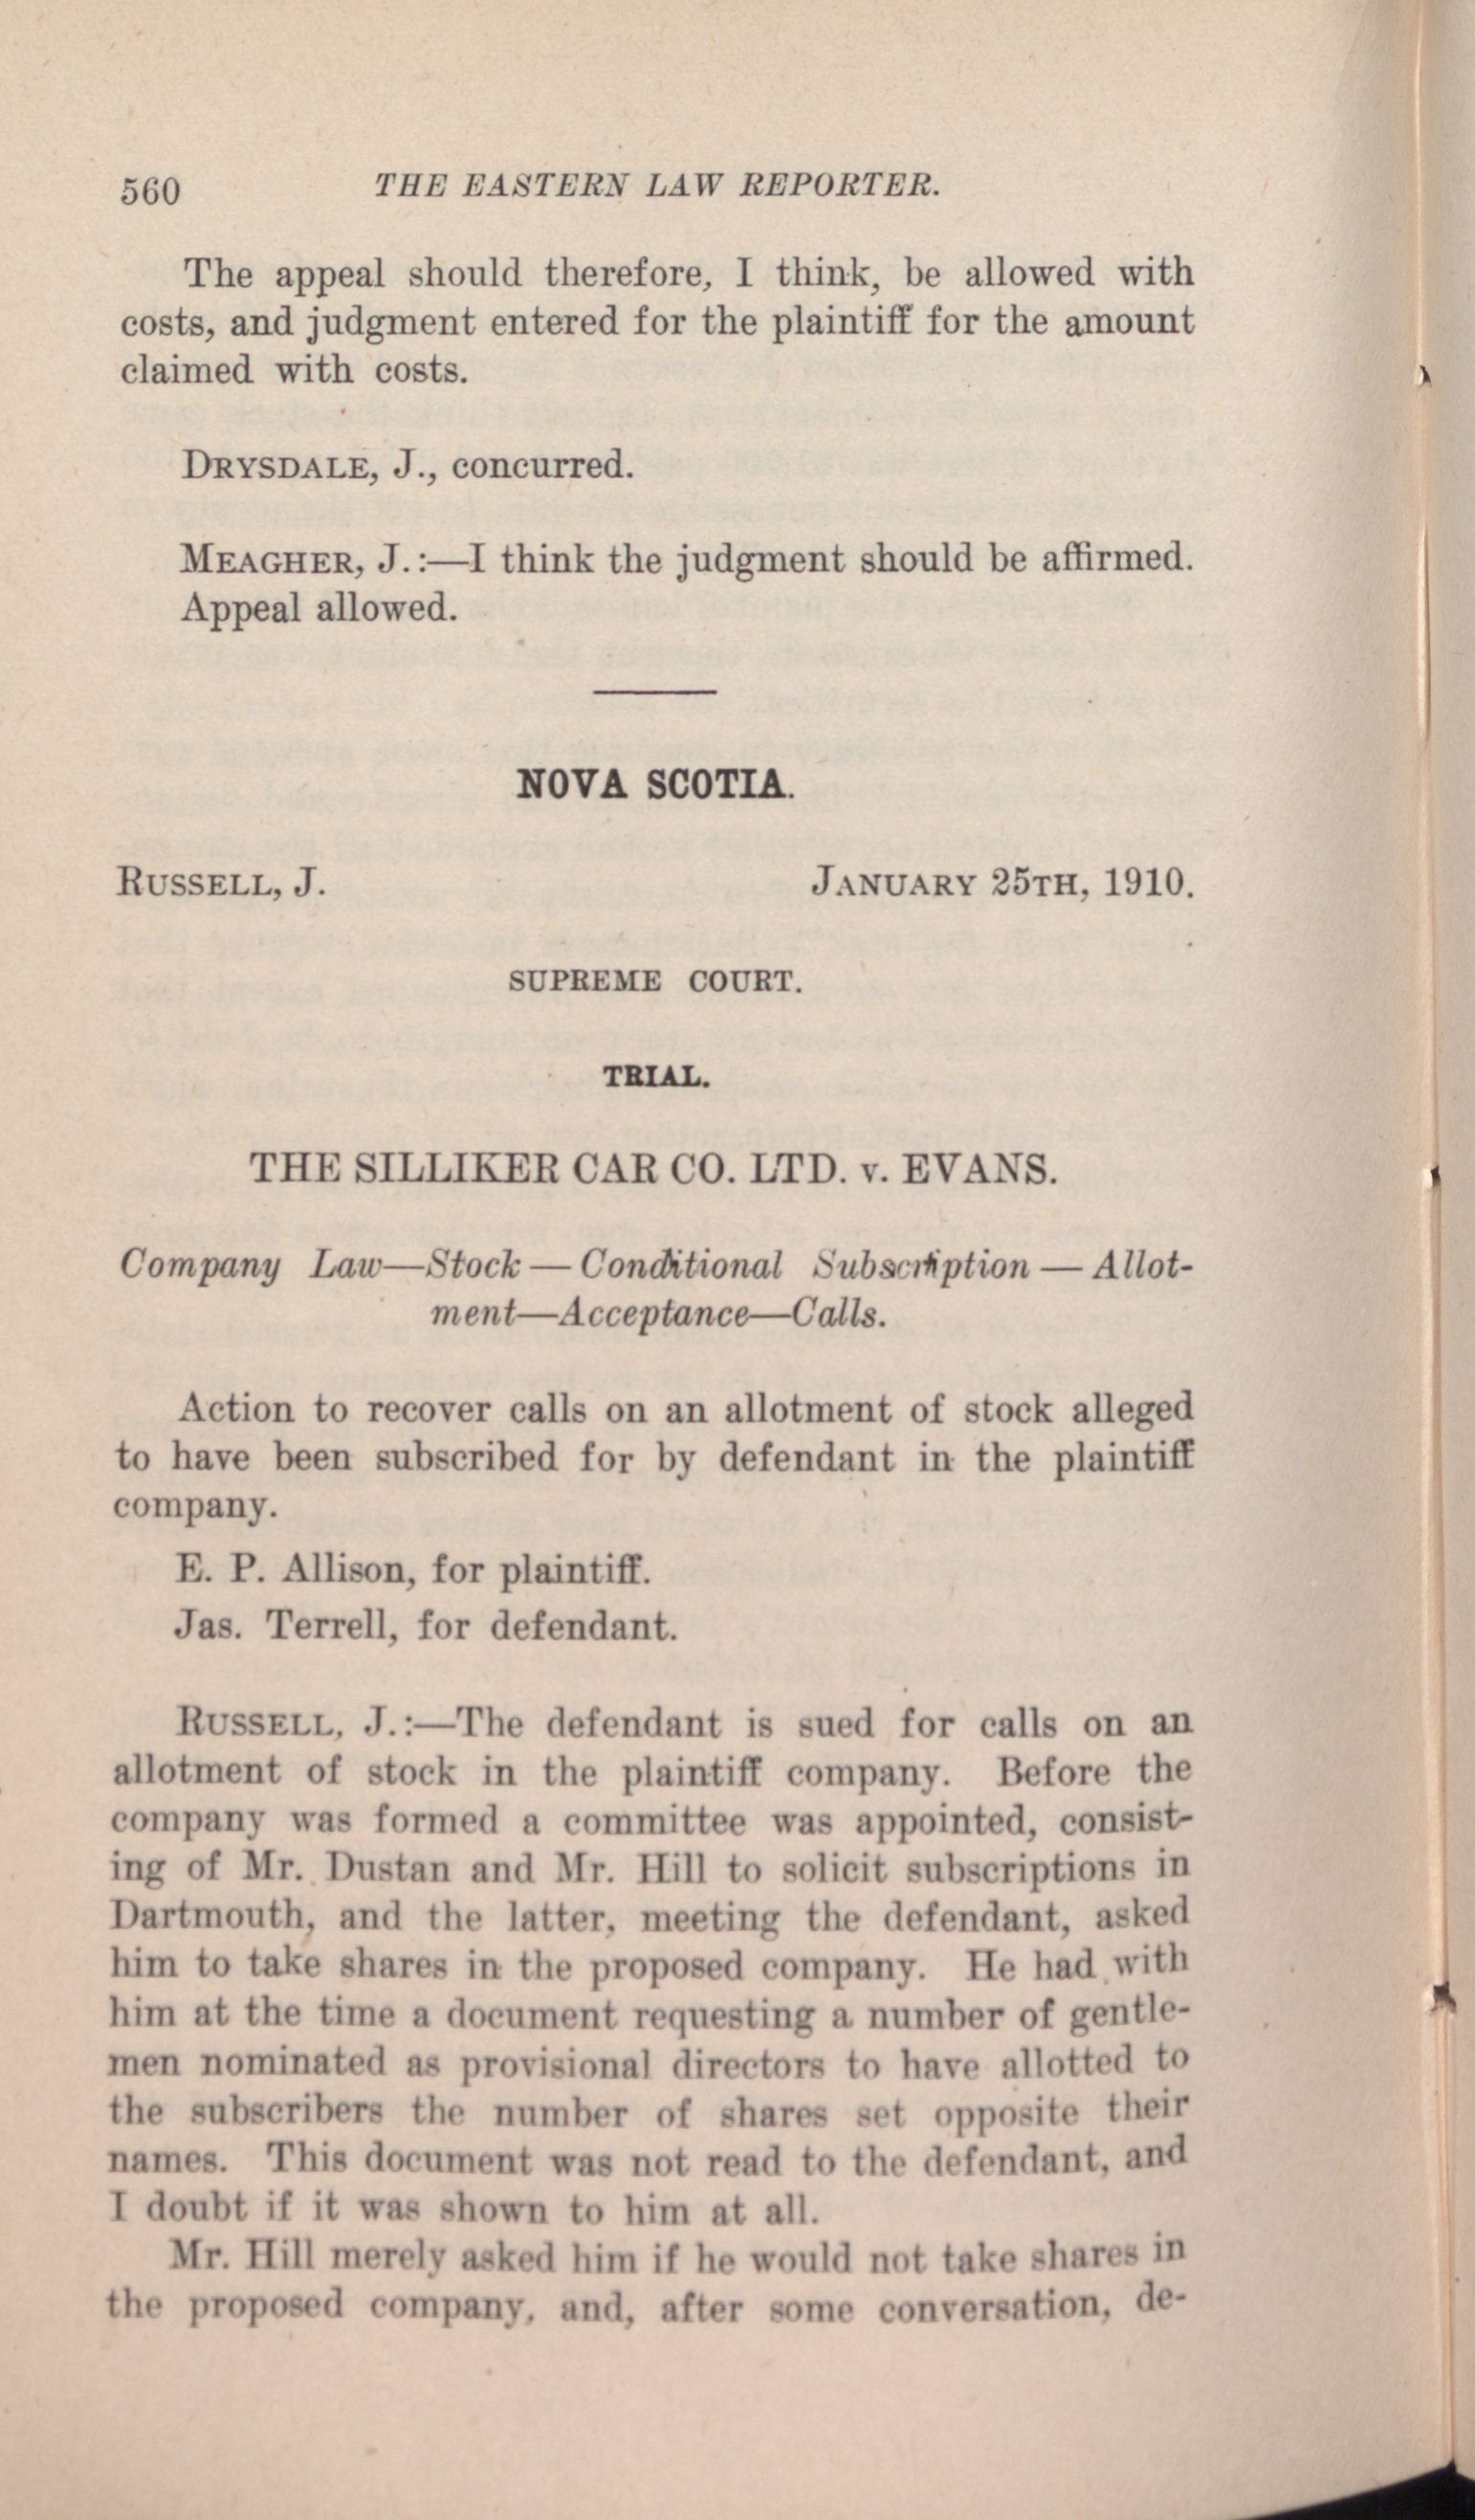 560 THE EASTERN LAW REPORTER.
The appeal should therefore, I think, be allowed with
costs, and judgment entered for the plaintiff for the amount
claimed with costs.
DRYSDALE, J., concurred.
MEAGHER, J.:—I think the judgment should be affirmed.
Appeal allowed.
NOVA SCOTIA.
RUSSELL, J. JANUARY 25TH, 1910.
SUPREME COURT.
TRIAL.
THE SILLIKER CAR CO. LTD. v. EVANS.
Company Law—Stock — Conditional Subscription — Allot-
ment—Acceptance—Calls.
Action to recover calls on an allotment of stock alleged
to have been subscribed for by defendant in the plaintiff
company.
E. P. Allison, for plaintiff.
Jas. Terrell, for defendant.
RUSSELL, J.:—The defendant is sued for calls on an
allotment of stock in the plaintiff company. Before the
company was formed a committee was appointed, consist-
ing of Mr. Dustan and Mr. Hill to solicit subscriptions in
Dartmouth, and the latter, meeting the defendant, asked
him to take shares in the proposed company. He had with
him at the time a document requesting a number of gentle-
men nominated as provisional directors to have allotted to
the subscribers the number of shares set opposite their
names. This document was not read to the defendant, and
I doubt if it was shown to him at all.
Mr. Hill merely asked him if he would not take shares in
the proposed company, and, after some conversation, de-